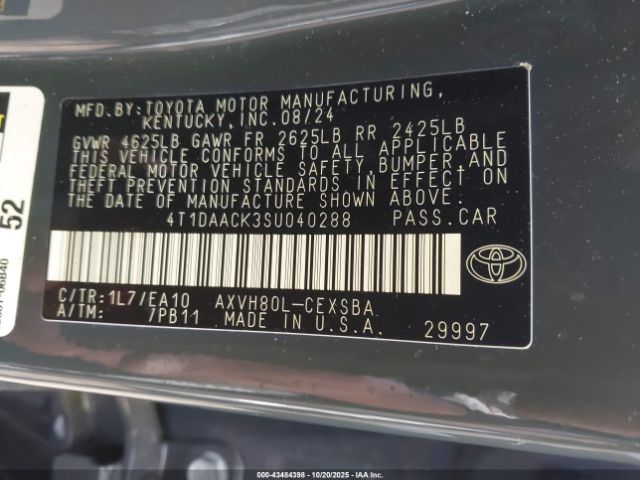 MFD.BY:TOYOTA MOTOR MANUFACTURING,
KENTUCKY,INC.08/24
GVWR 4625LB GAWR FR 2625LB RR 2425LB
THIS VEHICLE CONFORMS TO ALL APPLICABLE
FEDERAL MOTOR VEHICLE SAFETY,BUMPER,AND
THEFT PREVENTION STANDARDS IN EFFECT ON
THE DATE OF MANUFACTURE SHOWN ABOVE.
4T1DAACK3SU040288 PASS.CAR
C/TR:1L7/EA10 AXVH80L-CEXSBA
A/TM: /PB11 MADE IN U.S.A. 29997
52
© 43484398 - 10/20/2025 - IAA Holdings, LLC